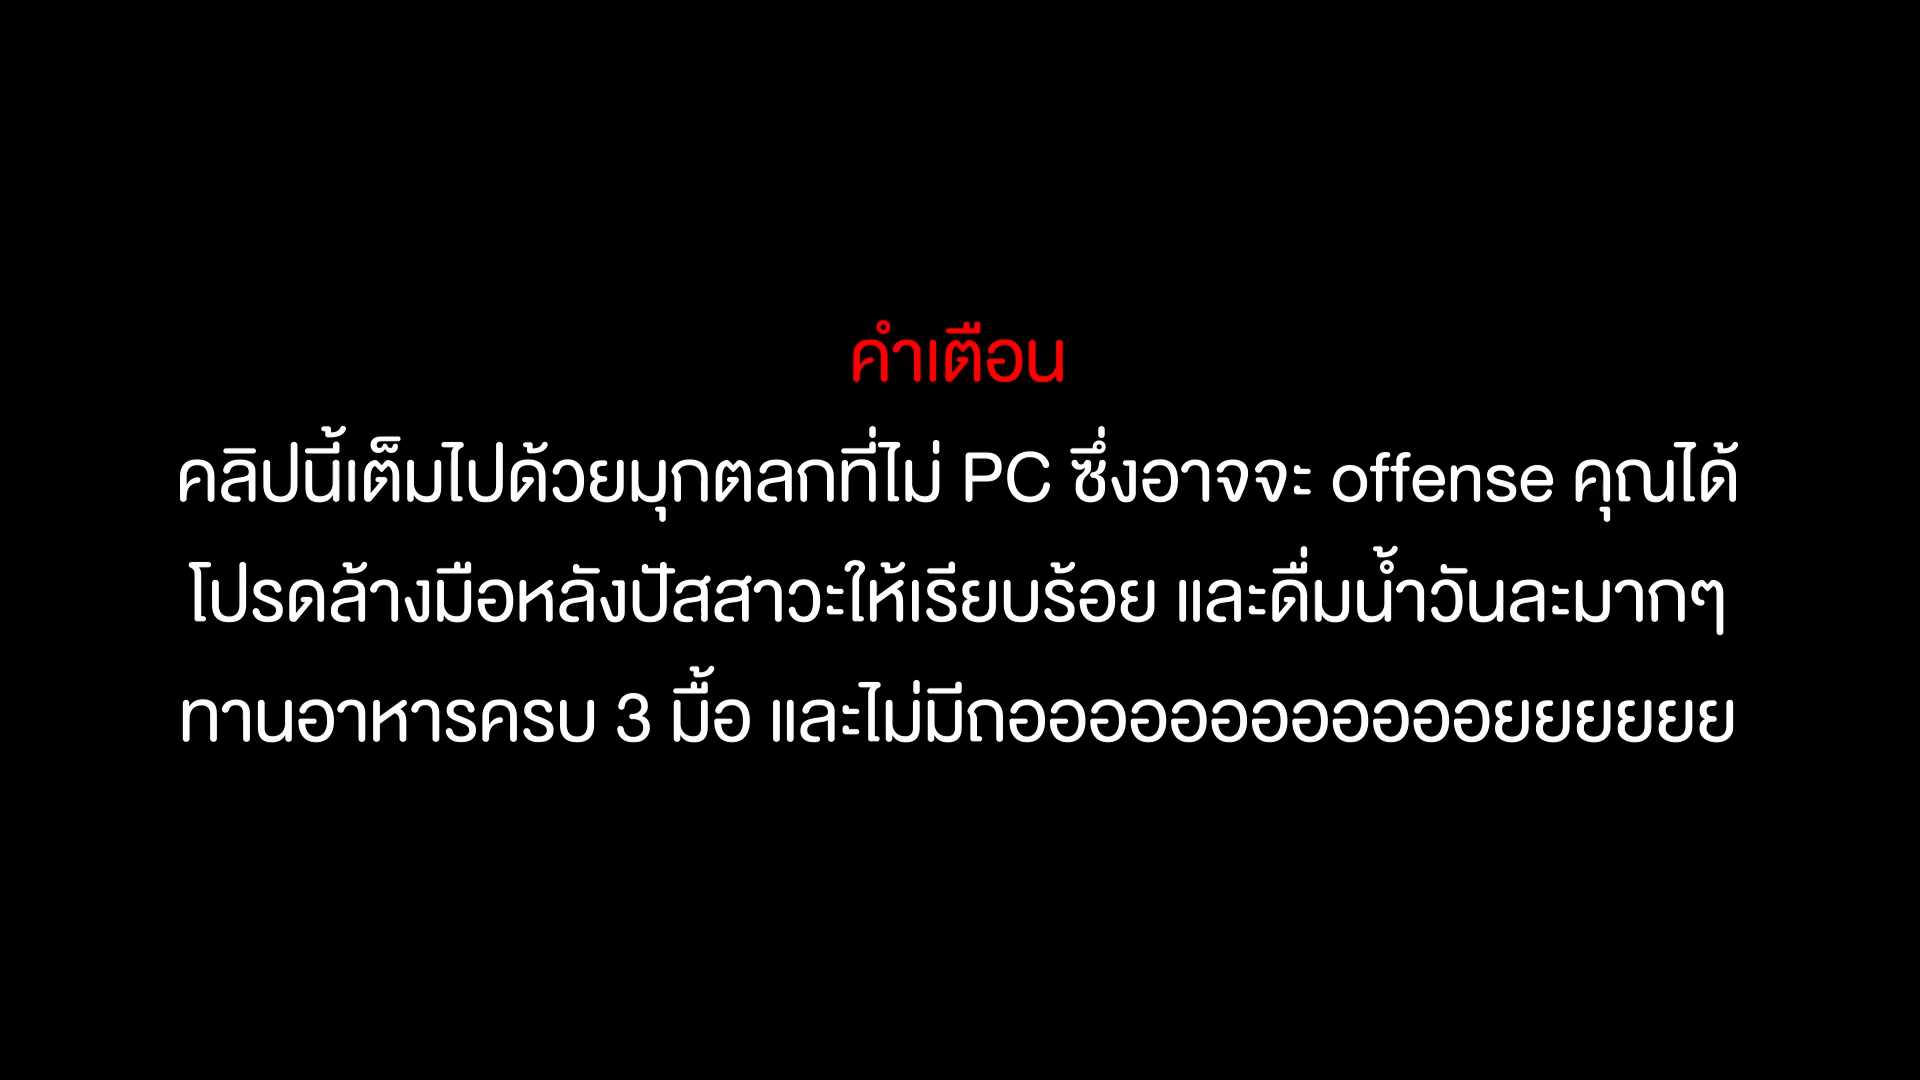 คำเตือน
คลิปนี้เต็มไปด้วยมุกตลกที่ไม่ PC ซึ่งอาจจะ offense คุณได้
โปรดล้างมือหลังปัสสาวะให้เรียบร้อย และดื่มน้ำวันละมากๆ
ทานอาหารครบ 3 มื้อ และไม่มีถออออออออออออยยยยยย